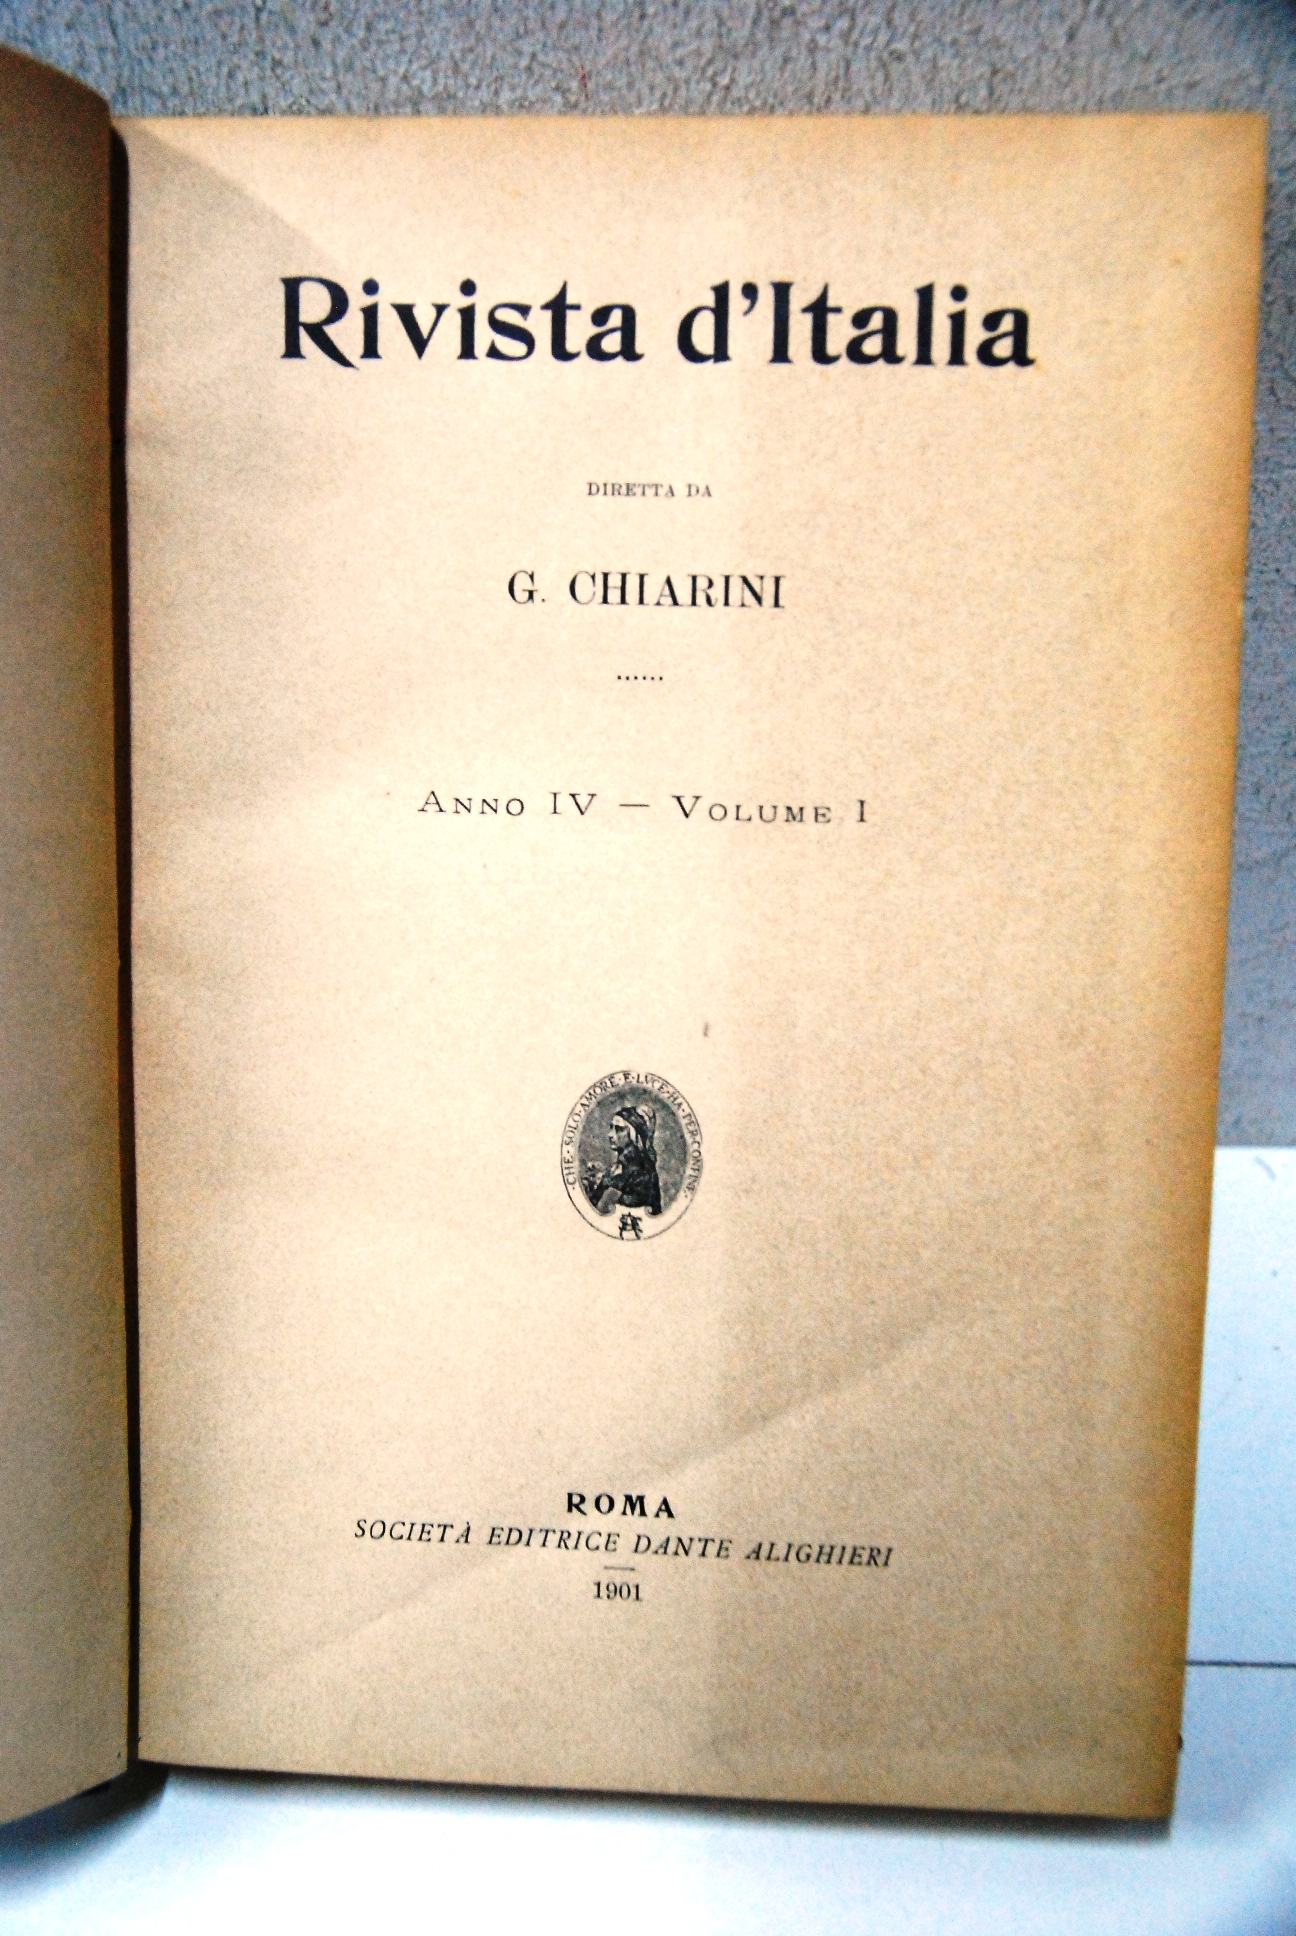 Rivista d'Italia
DIRETTA DA
G. CHIARINI
......
ANNO IV — VOLUME I
·CHE·SOLO·AMORE·E·LVCE·HA·PER·CONFINE·
ROMA
SOCIETÀ EDITRICE DANTE ALIGHIERI
1901